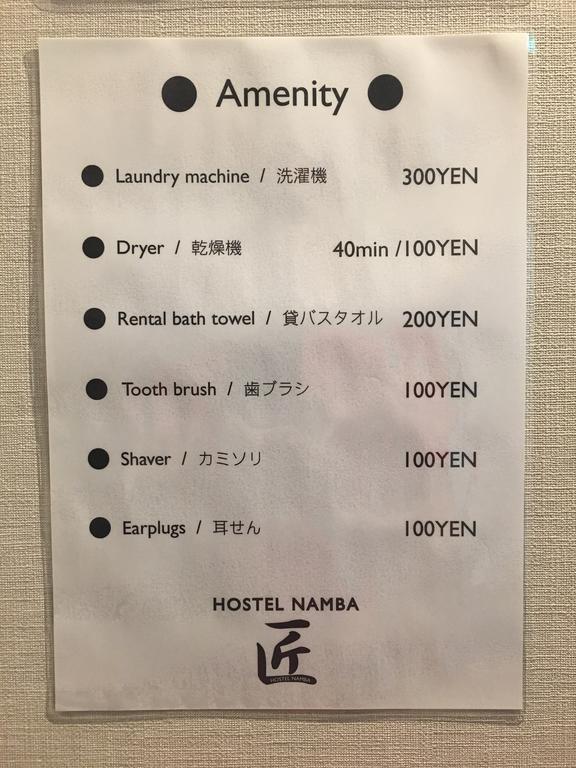 ● Amenity ●
● Laundry machine / 洗濯機 300YEN
● Dryer / 乾燥機 40min /100YEN
● Rental bath towel / 貸バスタオル 200YEN
● Tooth brush / 歯ブラシ 100YEN
● Shaver / カミソリ 100YEN
● Earplugs / 耳せん 100YEN
HOSTEL NAMBA
匠
HOSTEL NAMBA